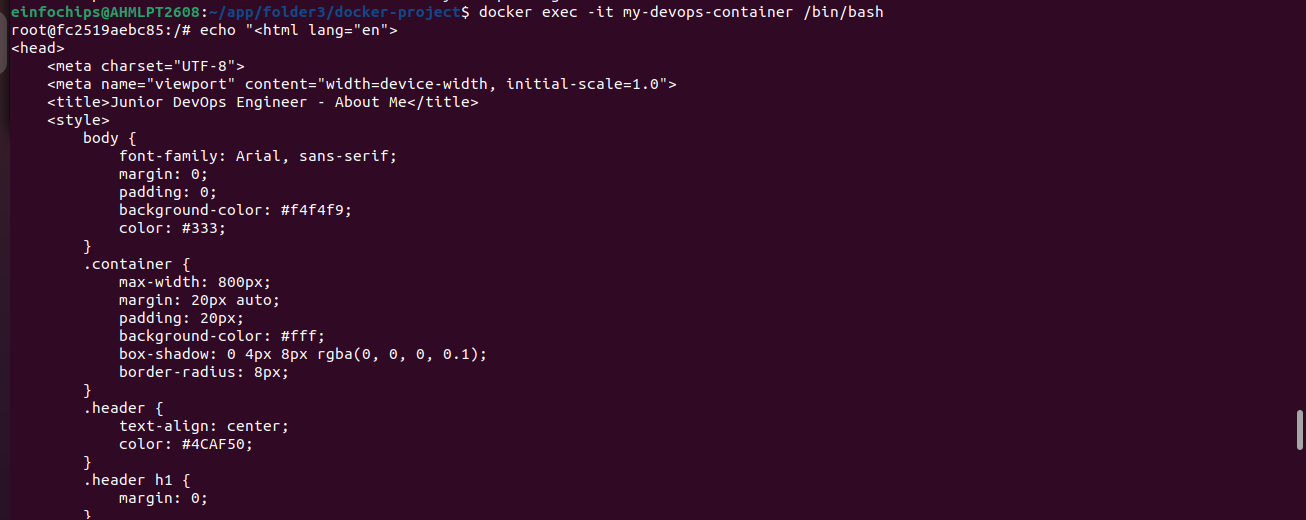 einfochips@AHMLPT2608:~/app/folder3/docker-project$ docker exec -it my-devops-container /bin/bash
root@fc2519aebc85:/# echo "<html lang="en">
<head>
    <meta charset="UTF-8">
    <meta name="viewport" content="width=device-width, initial-scale=1.0">
    <title>Junior DevOps Engineer - About Me</title>
    <style>
        body {
            font-family: Arial, sans-serif;
            margin: 0;
            padding: 0;
            background-color: #f4f4f9;
            color: #333;
        }
        .container {
            max-width: 800px;
            margin: 20px auto;
            padding: 20px;
            background-color: #fff;
            box-shadow: 0 4px 8px rgba(0, 0, 0, 0.1);
            border-radius: 8px;
        }
        .header {
            text-align: center;
            color: #4CAF50;
        }
        .header h1 {
            margin: 0;
        }